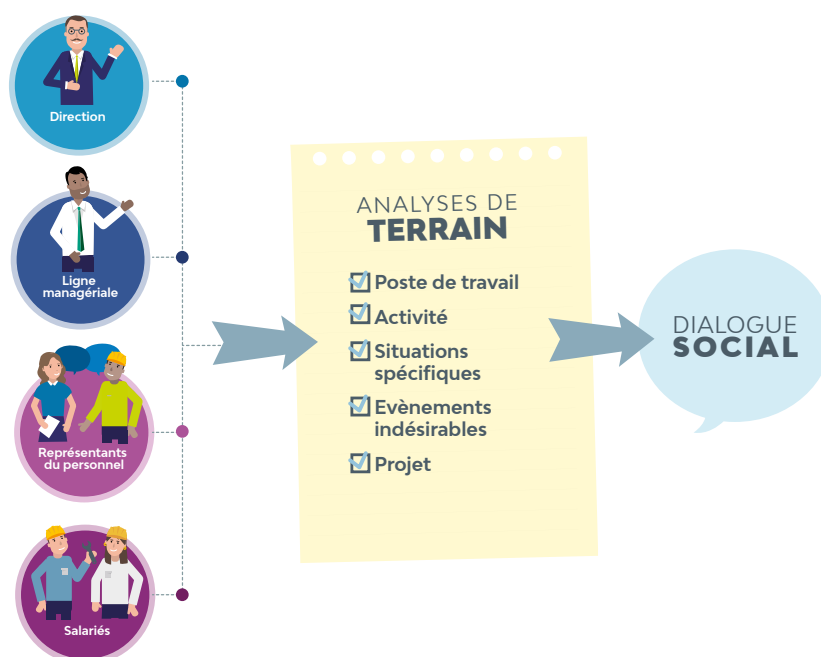 Direction
Ligne
managériale
Représentants
du personnel
Salariés
ANALYSES DE
TERRAIN
Poste de travail
Activité
Situations
spécifiques
Evènements
indésirables
Projet
DIALOGUE
SOCIAL